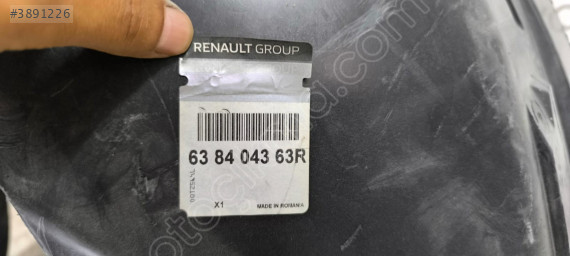 #3891226
RENAULT GROUP
63 84 043 63R
X1
MADE IN ROMANIA